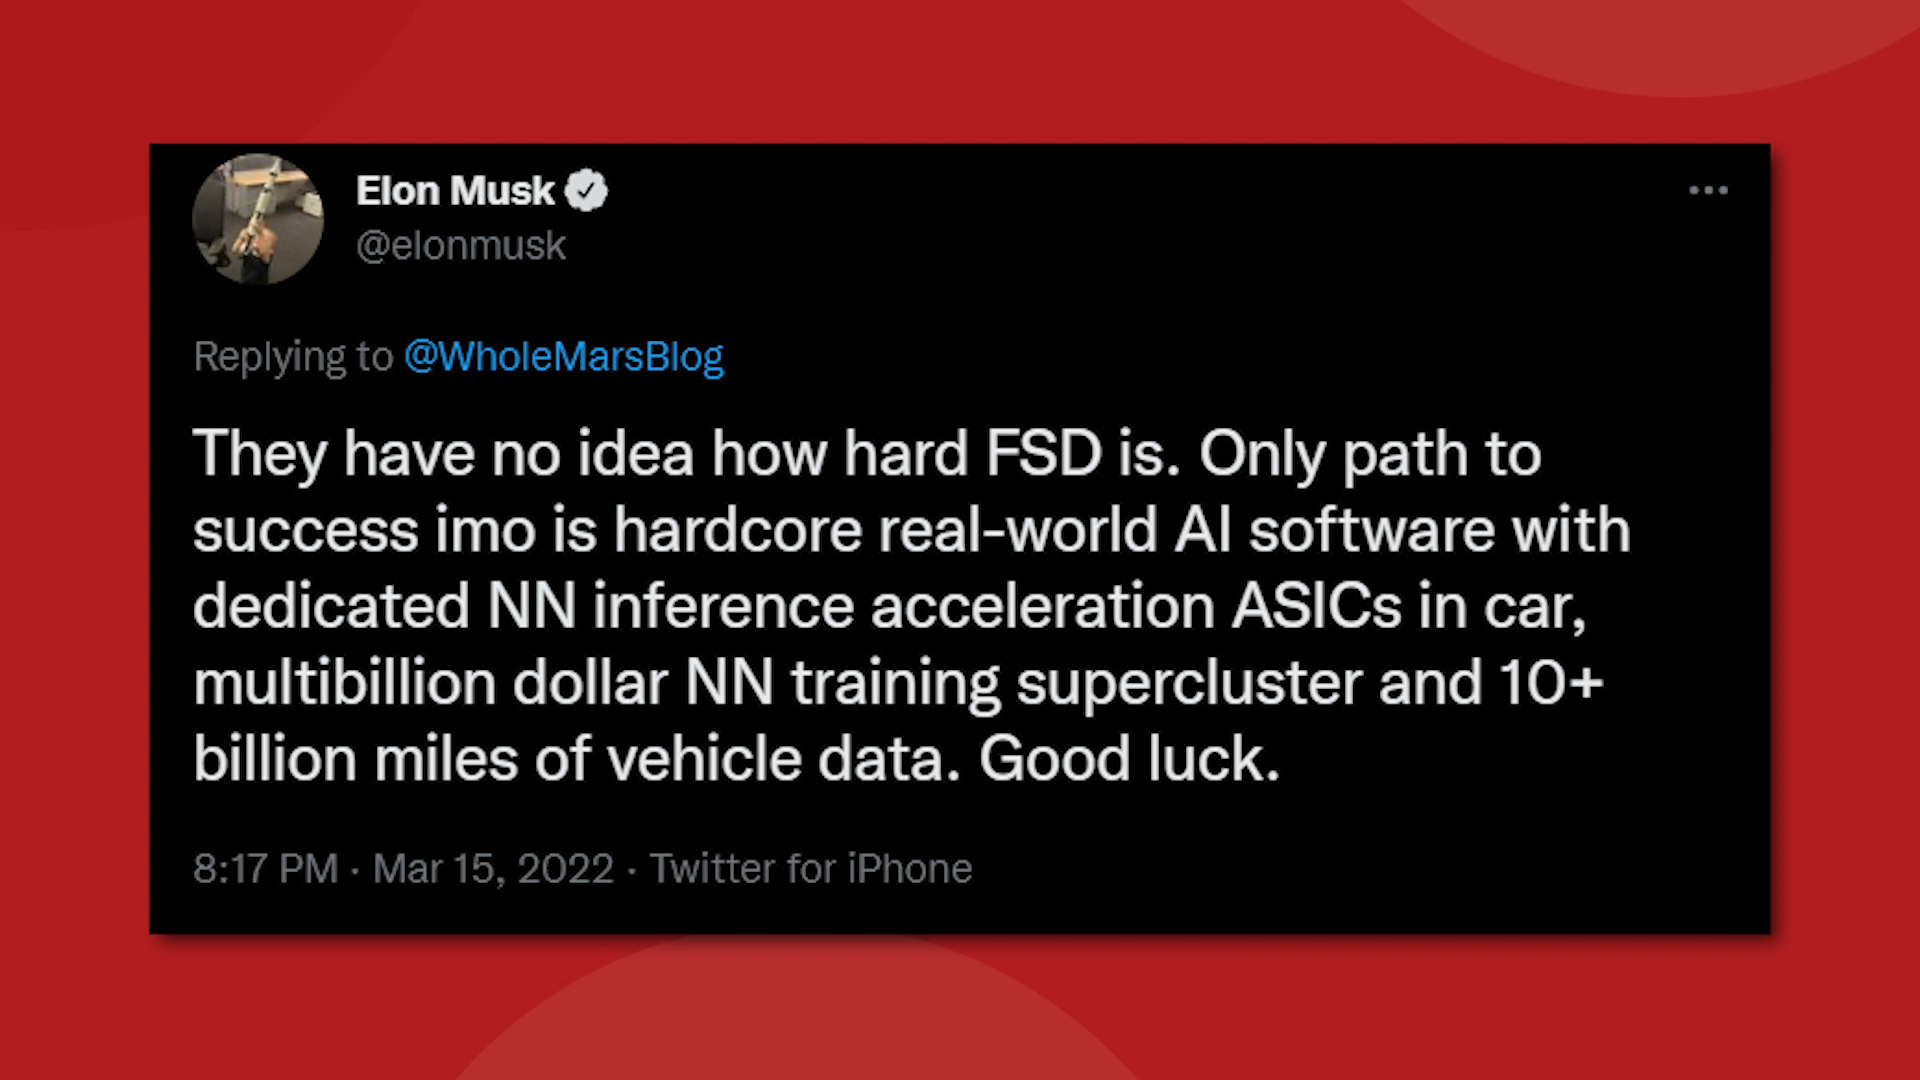 Elon Musk
@elonmusk
Replying to @WholeMarsBlog
They have no idea how hard FSD is. Only path to
success imo is hardcore real-world AI software with
dedicated NN inference acceleration ASICs in car,
multibillion dollar NN training supercluster and 10+
billion miles of vehicle data. Good luck.
8:17 PM · Mar 15, 2022 · Twitter for iPhone